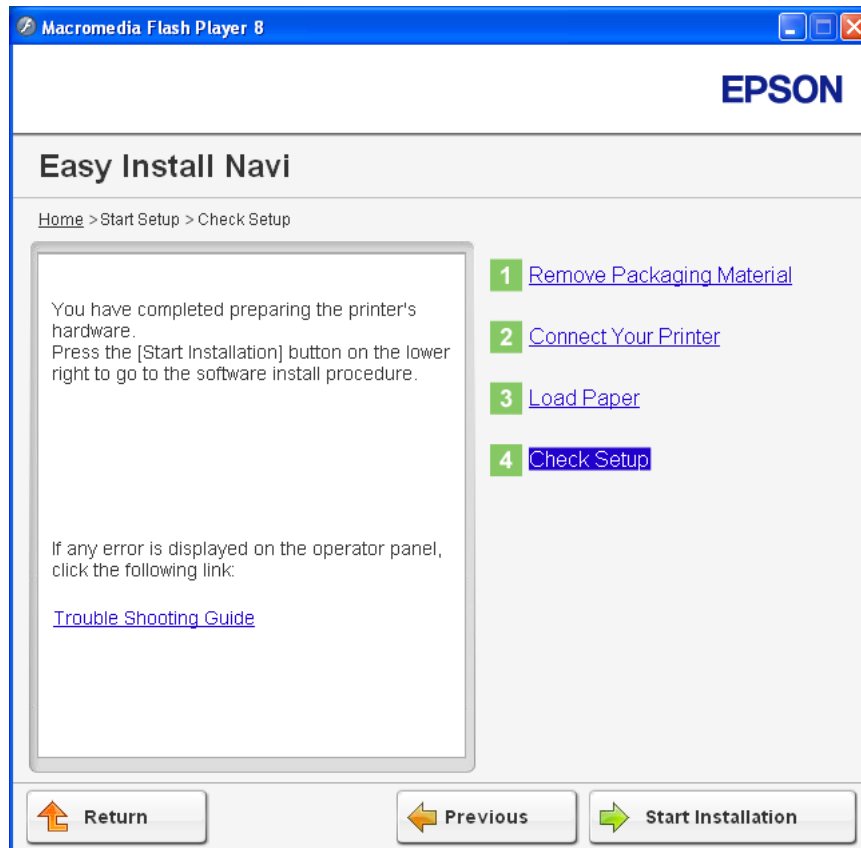 Macromedia Flash Player 8
EPSON
Easy Install Navi
Home > Start Setup > Check Setup
You have completed preparing the printer's
hardware.
Press the [Start Installation] button on the lower
right to go to the software install procedure.
If any error is displayed on the operator panel,
click the following link:
Trouble Shooting Guide
1 Remove Packaging Material
2 Connect Your Printer
3 Load Paper
4 Check Setup
Return
Previous
Start Installation